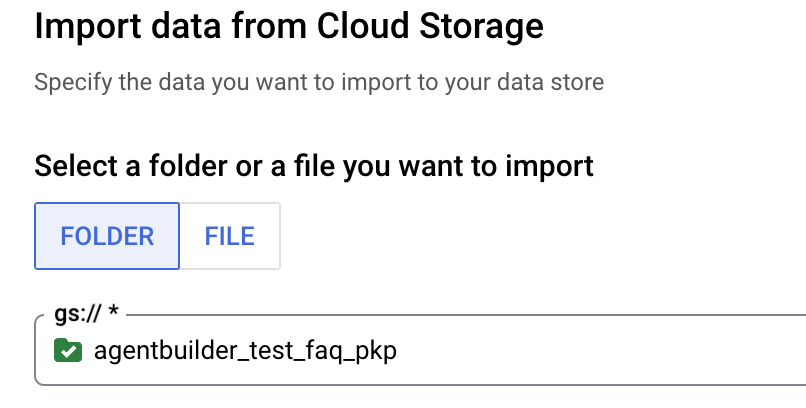 Import data from Cloud Storage
Specify the data you want to import to your data store
Select a folder or a file you want to import
FOLDER FILE
gs:// *
agentbuilder_test_faq_pkp